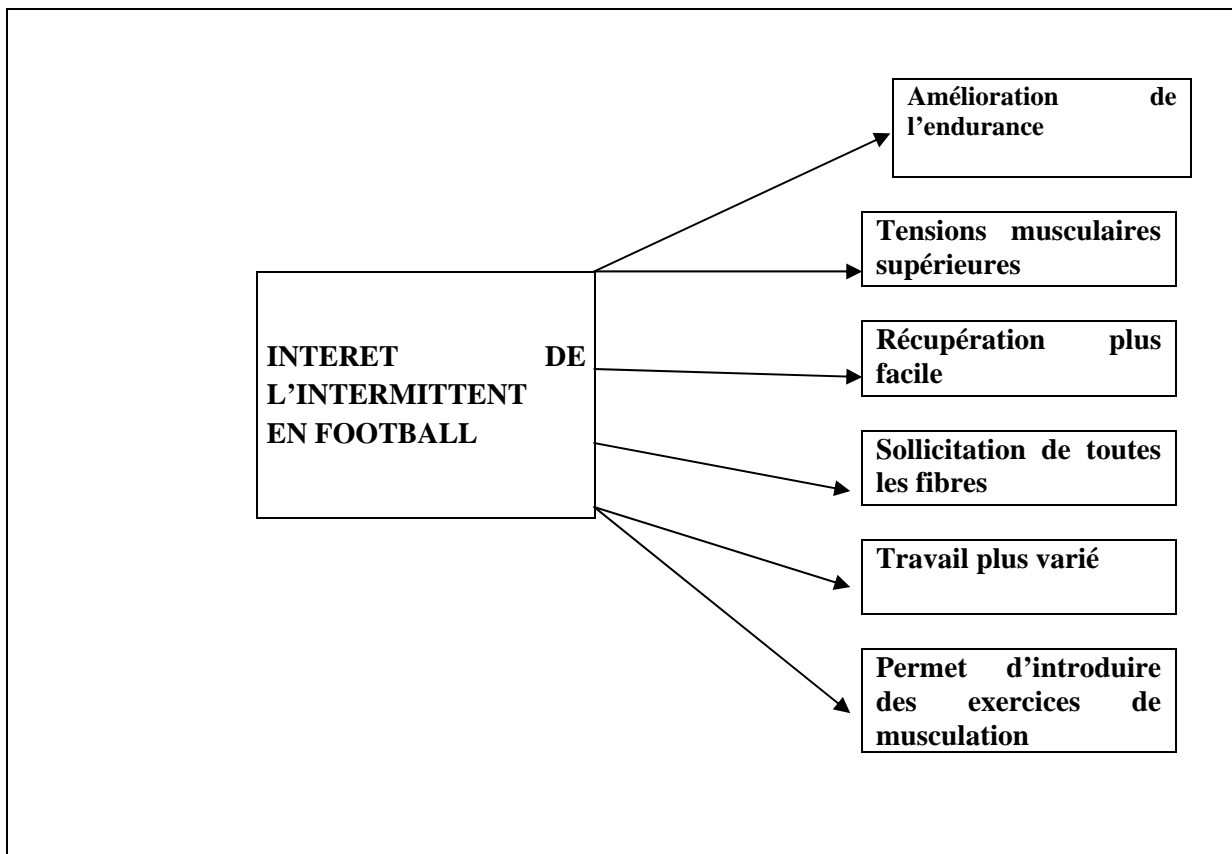 Amélioration de
l’endurance
Tensions musculaires
supérieures
INTERET DE
L’INTERMITTENT
EN FOOTBALL
Récupération plus
facile
Sollicitation de toutes
les fibres
Travail plus varié
Permet d’introduire
des exercices de
musculation